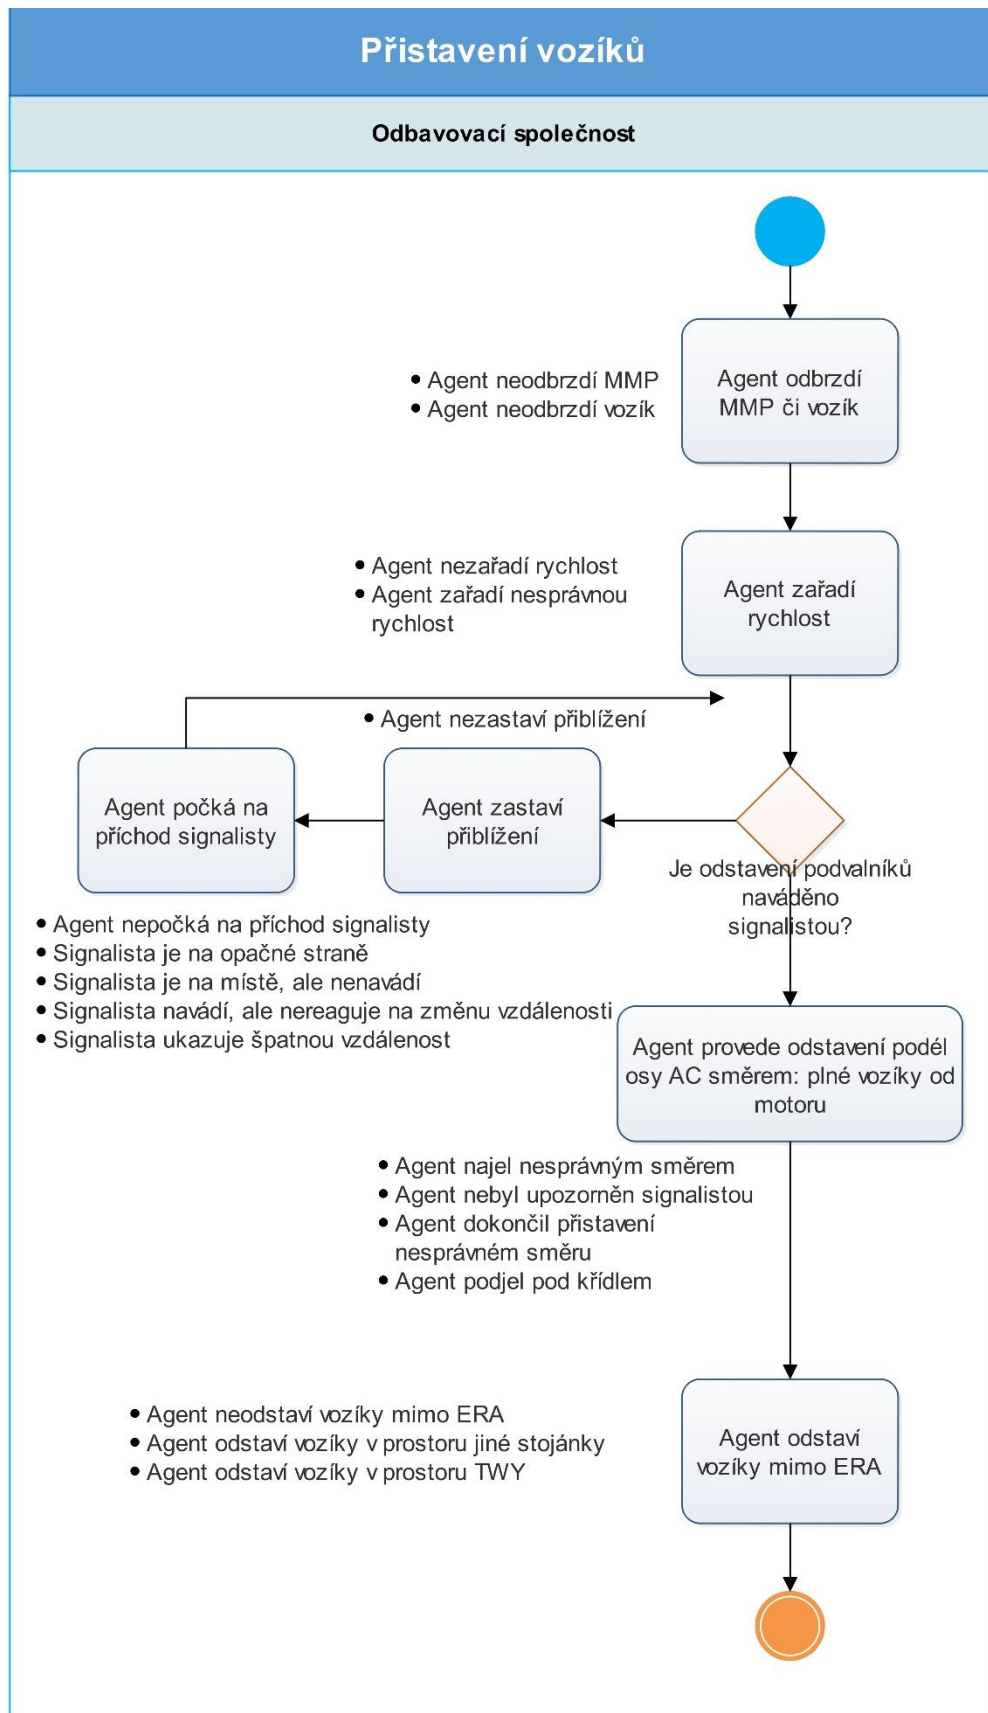 Přistavení vozíků
Odbavovací společnost
• Agent neodbrzdí MMP
• Agent neodbrzdí vozík
Agent odbrzdí
MMP či vozík
• Agent nezařadí rychlost
• Agent zařadí nesprávnou
rychlost
Agent zařadí
rychlost
• Agent nezastaví přiblížení
Agent počká na
příchod signalisty
Agent zastaví
přiblížení
Je odstavení podvalníků
naváděno
signalistou?
• Agent nepočká na příchod signalisty
• Signalista je na opačné straně
• Signalista je na místě, ale nenavádí
• Signalista navádí, ale nereaguje na změnu vzdálenosti
• Signalista ukazuje špatnou vzdálenost
Agent provede odstavení podél
osy AC směrem: plné vozíky od
motoru
• Agent najel nesprávným směrem
• Agent nebyl upozorněn signalistou
• Agent dokončil přistavení
nesprávném směru
• Agent podjel pod křídlem
• Agent neodstaví vozíky mimo ERA
• Agent odstaví vozíky v prostoru jiné stojánky
• Agent odstaví vozíky v prostoru TWY
Agent odstaví
vozíky mimo ERA